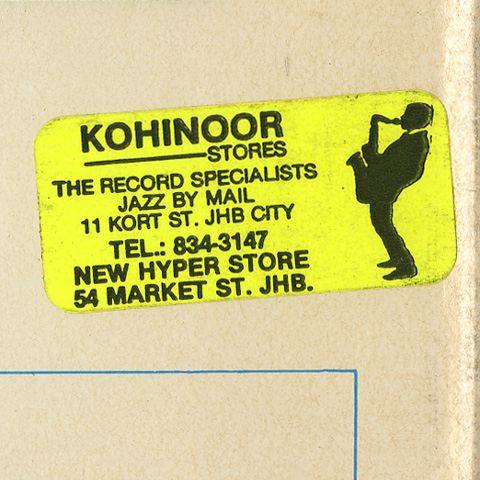 KOHINOOR
STORES
THE RECORD SPECIALISTS
JAZZ BY MAIL
11 KORT ST. JHB CITY
TEL.: 834-3147
NEW HYPER STORE
54 MARKET ST. JHB.